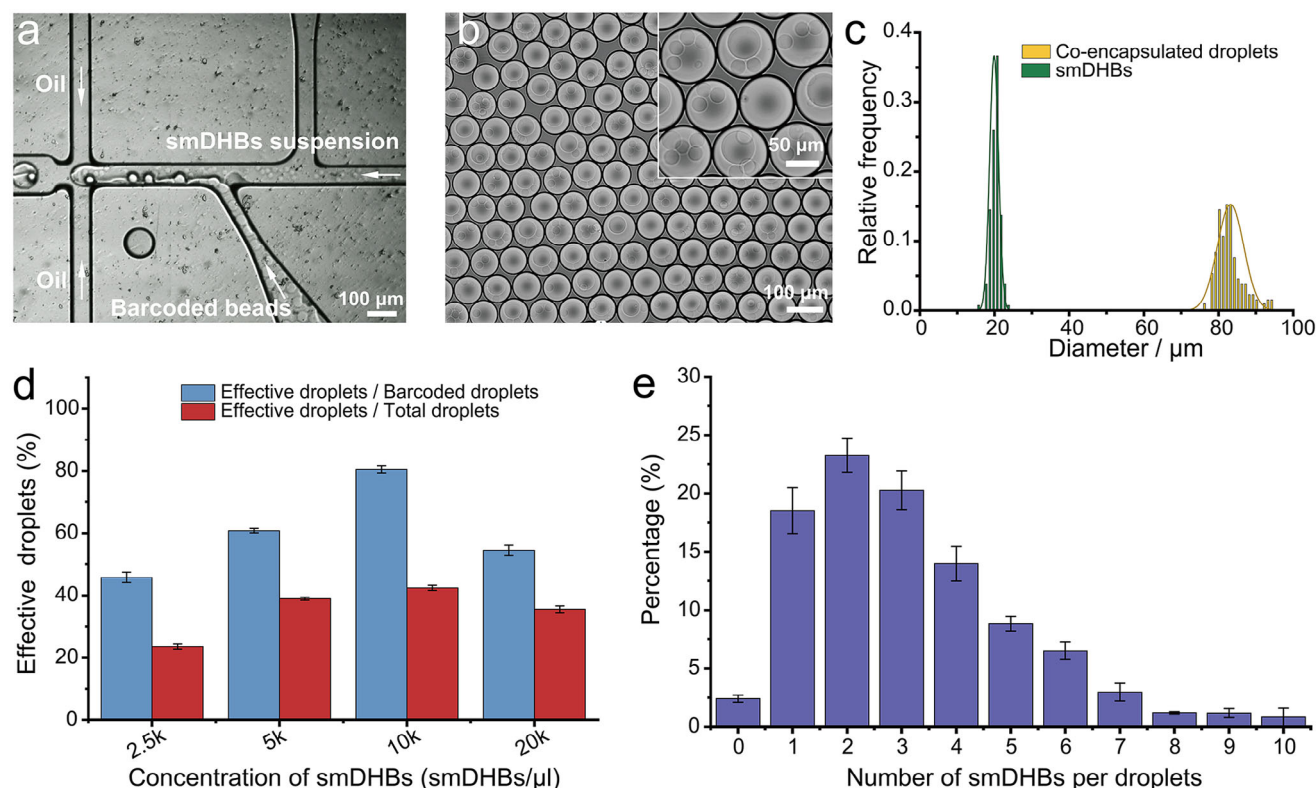 a
Oil
smDHBs suspension
Oil
Barcoded beads
100 µm
b
50 µm
100 µm
c
Co-encapsulated droplets
smDHBs
Relative frequency
0.4
0.3
0.2
0.1
0.0
0 20 40 60 80 100
Diameter / µm
d
Effective droplets / Barcoded droplets
Effective droplets / Total droplets
Effective droplets (%)
100
80
60
40
20
0
2.5k 5k 10k 20k
Concentration of smDHBs (smDHBs/µl)
e
Percentage (%)
30
25
20
15
10
5
0
0 1 2 3 4 5 6 7 8 9 10
Number of smDHBs per droplets